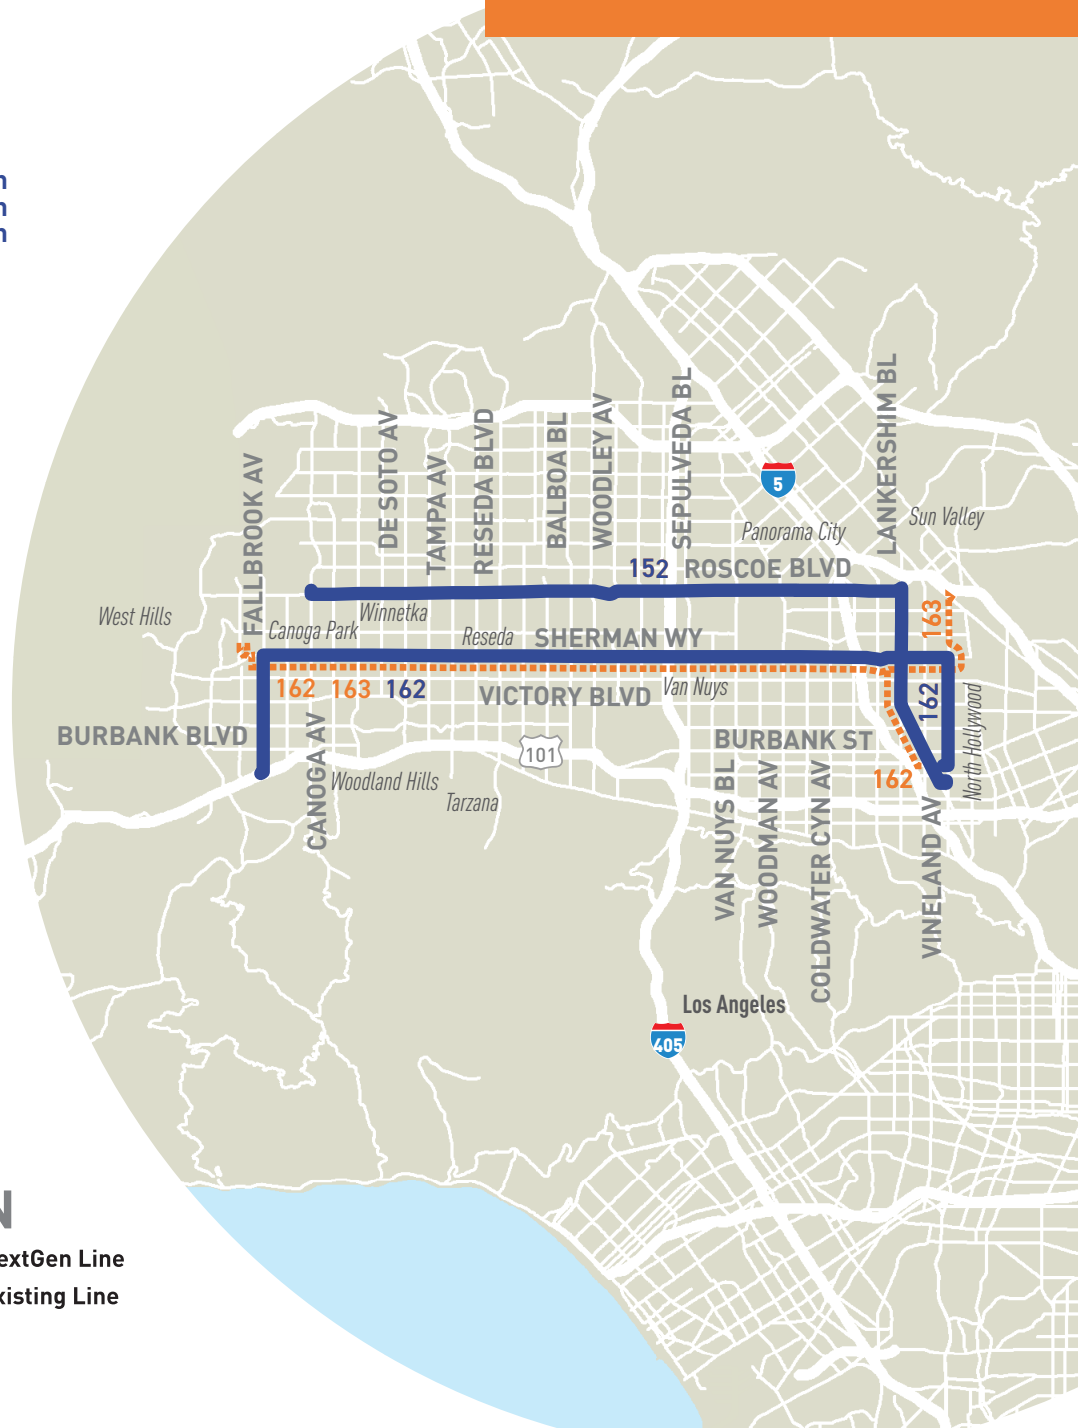 n
n
n
FALLBROOK AV
DE SOTO AV
TAMPA AV
RESEDA BLVD
BALBOA BL
WOODLEY AV
SEPULVEDA BL
LANKERSHIM BL
5
Panorama City
Sun Valley
152 ROSCOE BLVD
West Hills
Winnetka
Canoga Park
Reseda
SHERMAN WY
163
162 163 162
VICTORY BLVD
Van Nuys
162
North Hollywood
BURBANK BLVD
CANOGA AV
101
BURBANK ST
162
Woodland Hills
Tarzana
VAN NUYS BL
WOODMAN AV
COLDWATER CYN AV
VINELAND AV
Los Angeles
405
N
extGen Line
xisting Line